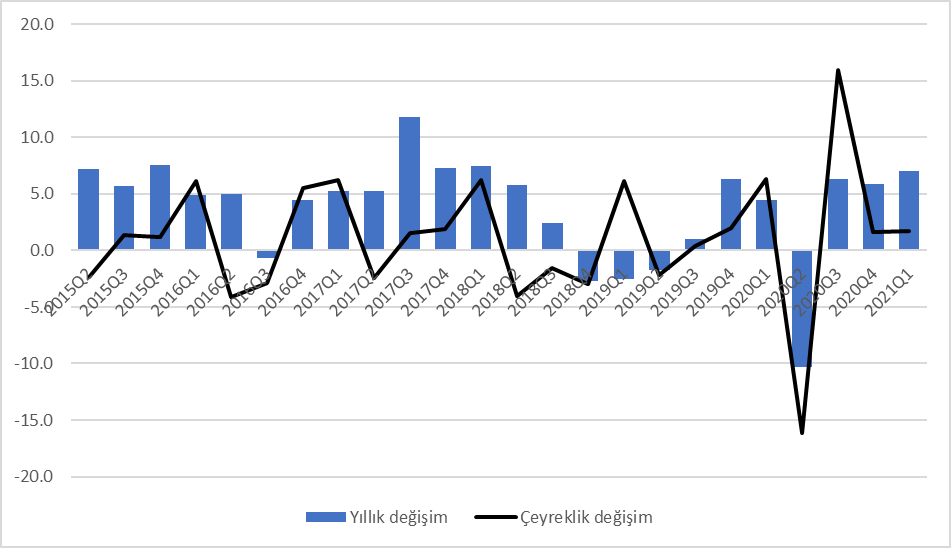 20.0
15.0
10.0
5.0
0.0
-5.0
-10.0
-15.0
-20.0
2015Q2
2015Q3
2015Q4
2016Q1
2016Q2
2016Q3
2016Q4
2017Q1
2017Q2
2017Q3
2017Q4
2018Q1
2018Q2
2018Q3
2018Q4
2019Q1
2019Q2
2019Q3
2019Q4
2020Q1
2020Q2
2020Q3
2020Q4
2021Q1
Yıllık değişim
Çeyreklik değişim